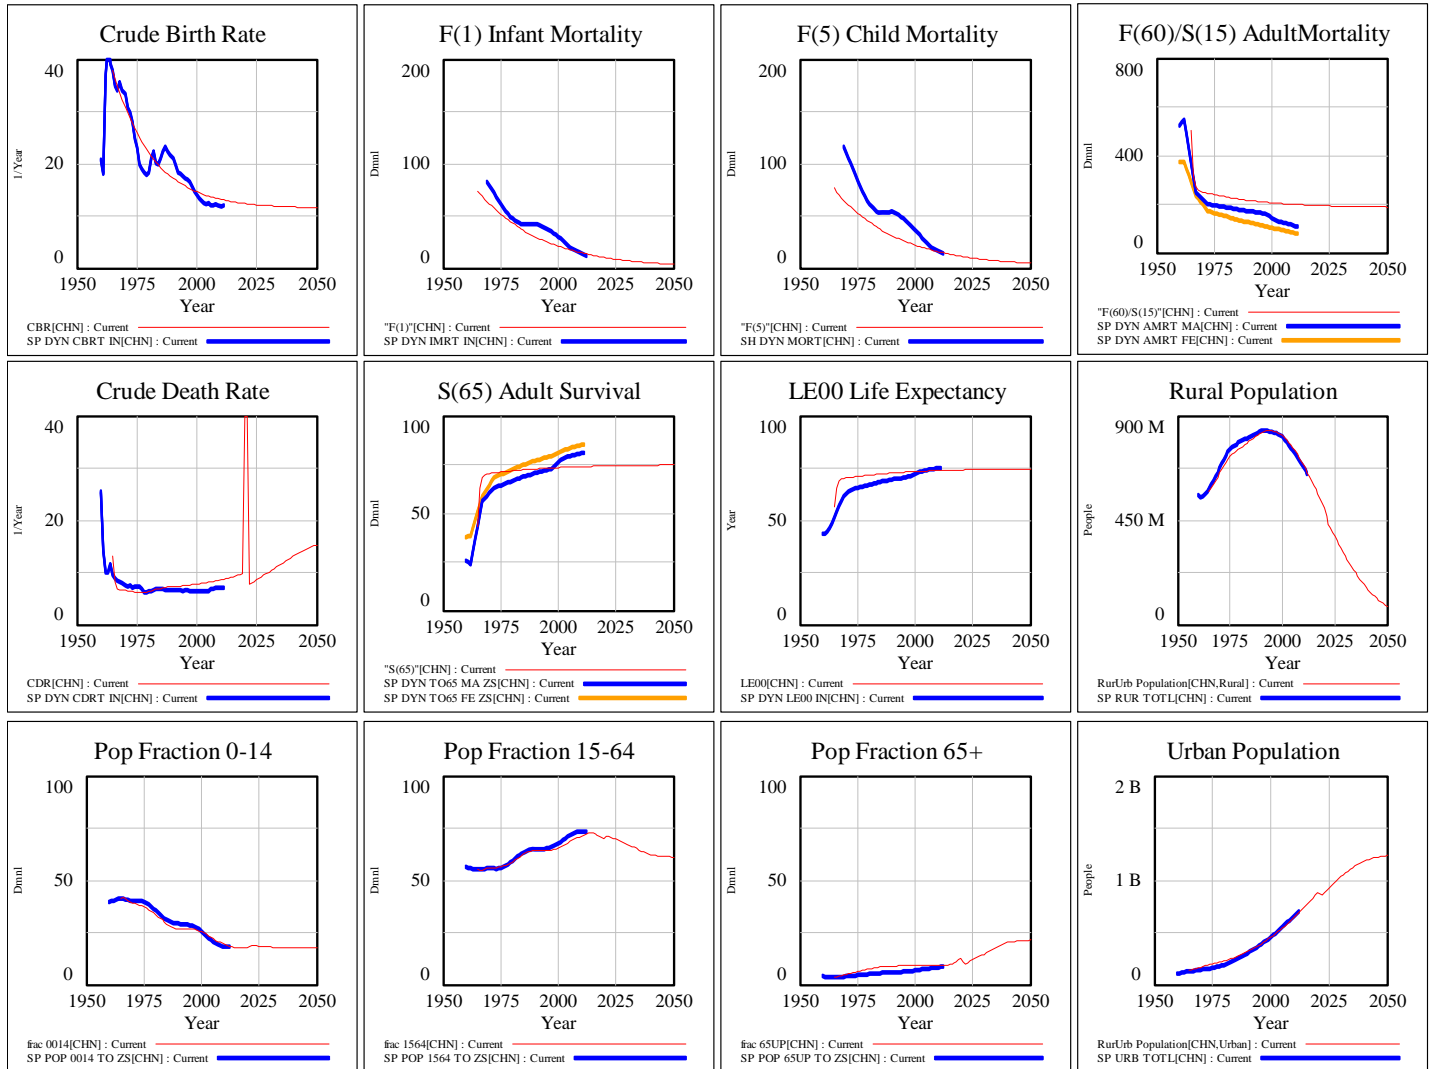 Crude Birth Rate
40
20
0
1/Year
1950 1975 2000 2025 2050
Year
CBR[CHN] : Current
SP DYN CBRT IN[CHN] : Current
F(1) Infant Mortality
200
100
0
Dmnl
1950 1975 2000 2025 2050
Year
"F(1)"[CHN] : Current
SP DYN IMRT IN[CHN] : Current
F(5) Child Mortality
200
100
0
Dmnl
1950 1975 2000 2025 2050
Year
"F(5)"[CHN] : Current
SH DYN MORT[CHN] : Current
F(60)/S(15) AdultMortality
800
400
0
Dmnl
1950 1975 2000 2025 2050
Year
"F(60)/S(15)"[CHN] : Current
SP DYN AMRT MA[CHN] : Current
SP DYN AMRT FE[CHN] : Current
Crude Death Rate
40
20
0
1/Year
1950 1975 2000 2025 2050
Year
CDR[CHN] : Current
SP DYN CDRT IN[CHN] : Current
S(65) Adult Survival
100
50
0
Dmnl
1950 1975 2000 2025 2050
Year
"S(65)"[CHN] : Current
SP DYN TO65 MA ZS[CHN] : Current
SP DYN TO65 FE ZS[CHN] : Current
LE00 Life Expectancy
100
50
0
Year
1950 1975 2000 2025 2050
Year
LE00[CHN] : Current
SP DYN LE00 IN[CHN] : Current
Rural Population
900 M
450 M
0
People
1950 1975 2000 2025 2050
Year
RurUrb Population[CHN,Rural] : Current
SP RUR TOTL[CHN] : Current
Pop Fraction 0-14
100
50
0
Dmnl
1950 1975 2000 2025 2050
Year
frac 0014[CHN] : Current
SP POP 0014 TO ZS[CHN] : Current
Pop Fraction 15-64
100
50
0
Dmnl
1950 1975 2000 2025 2050
Year
frac 1564[CHN] : Current
SP POP 1564 TO ZS[CHN] : Current
Pop Fraction 65+
100
50
0
Dmnl
1950 1975 2000 2025 2050
Year
frac 65UP[CHN] : Current
SP POP 65UP TO ZS[CHN] : Current
Urban Population
2 B
1 B
0
People
1950 1975 2000 2025 2050
Year
RurUrb Population[CHN,Urban] : Current
SP URB TOTL[CHN] : Current